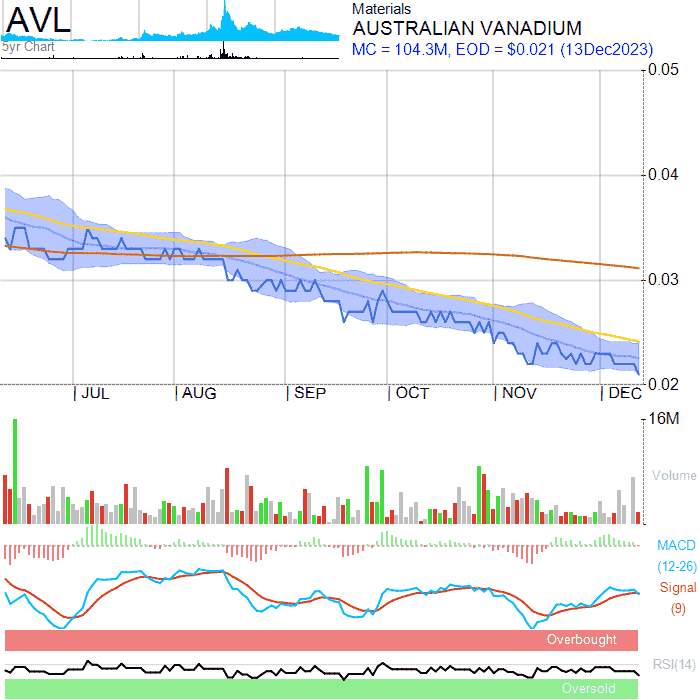 AVL
5yr Chart
Materials
AUSTRALIAN VANADIUM
MC = 104.3M, EOD = $0.021 (13Dec2023)
0.05
0.04
0.03
0.02
JUL AUG SEP OCT NOV DEC
16M
Volume
MACD
(12-26)
Signal
(9)
Overbought
RSI(14)
Oversold